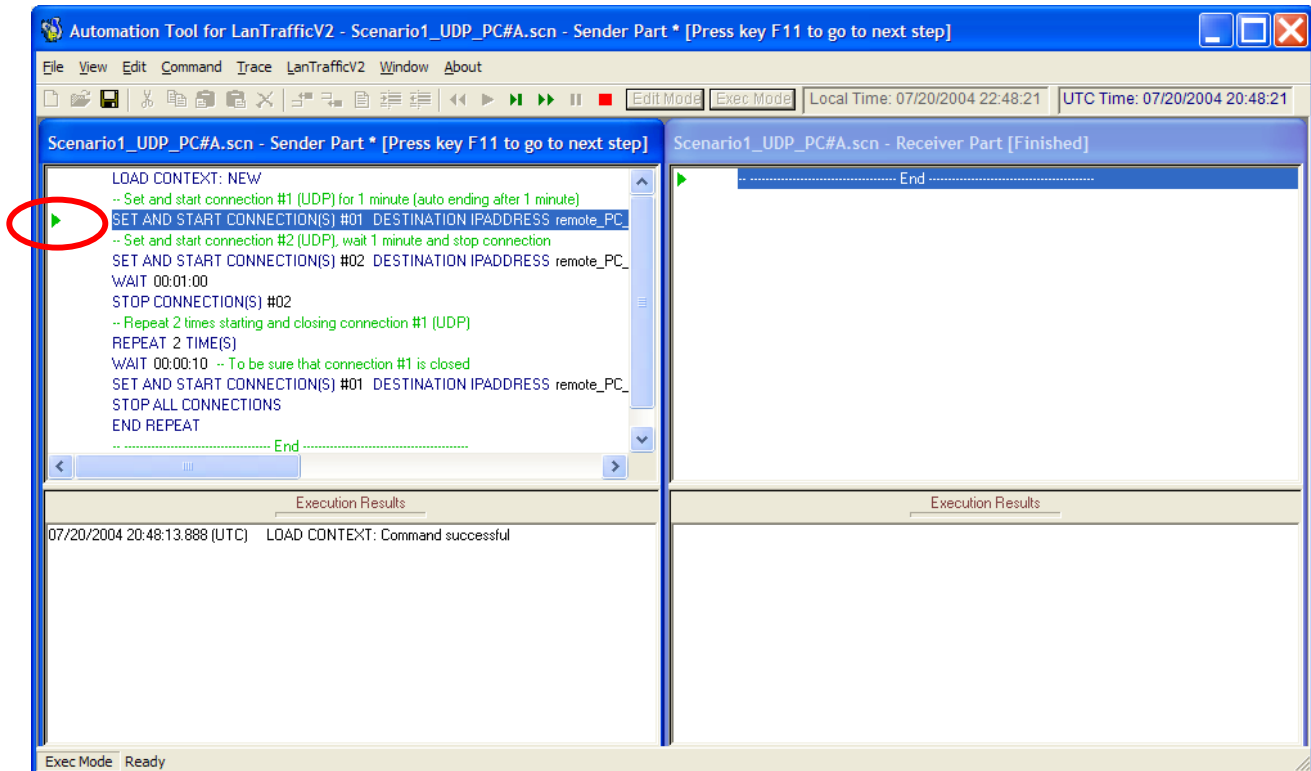 Automation Tool for LanTrafficV2 - Scenario1_UDP_PC#A.scn - Sender Part * [Press key F11 to go to next step]
File View Edit Command Trace LanTrafficV2 Window About
Edit Mode Exec Mode Local Time: 07/20/2004 22:48:21 UTC Time: 07/20/2004 20:48:21
Scenario1_UDP_PC#A.scn - Sender Part * [Press key F11 to go to next step]
LOAD CONTEXT: NEW
-- Set and start connection #1 (UDP) for 1 minute (auto ending after 1 minute)
SET AND START CONNECTION(S) #01 DESTINATION IPADDRESS remote_PC_
-- Set and start connection #2 (UDP), wait 1 minute and stop connection
SET AND START CONNECTION(S) #02 DESTINATION IPADDRESS remote_PC_
WAIT 00:01:00
STOP CONNECTION(S) #02
-- Repeat 2 times starting and closing connection #1 (UDP)
REPEAT 2 TIME(S)
WAIT 00:00:10 -- To be sure that connection #1 is closed
SET AND START CONNECTION(S) #01 DESTINATION IPADDRESS remote_PC_
STOP ALL CONNECTIONS
END REPEAT
-- -------------------------------------- End ------------------------------------------
Execution Results
07/20/2004 20:48:13.888 (UTC) LOAD CONTEXT: Command successful
Scenario1_UDP_PC#A.scn - Receiver Part [Finished]
-- -------------------------------------- End ------------------------------------------
Execution Results
Exec Mode Ready